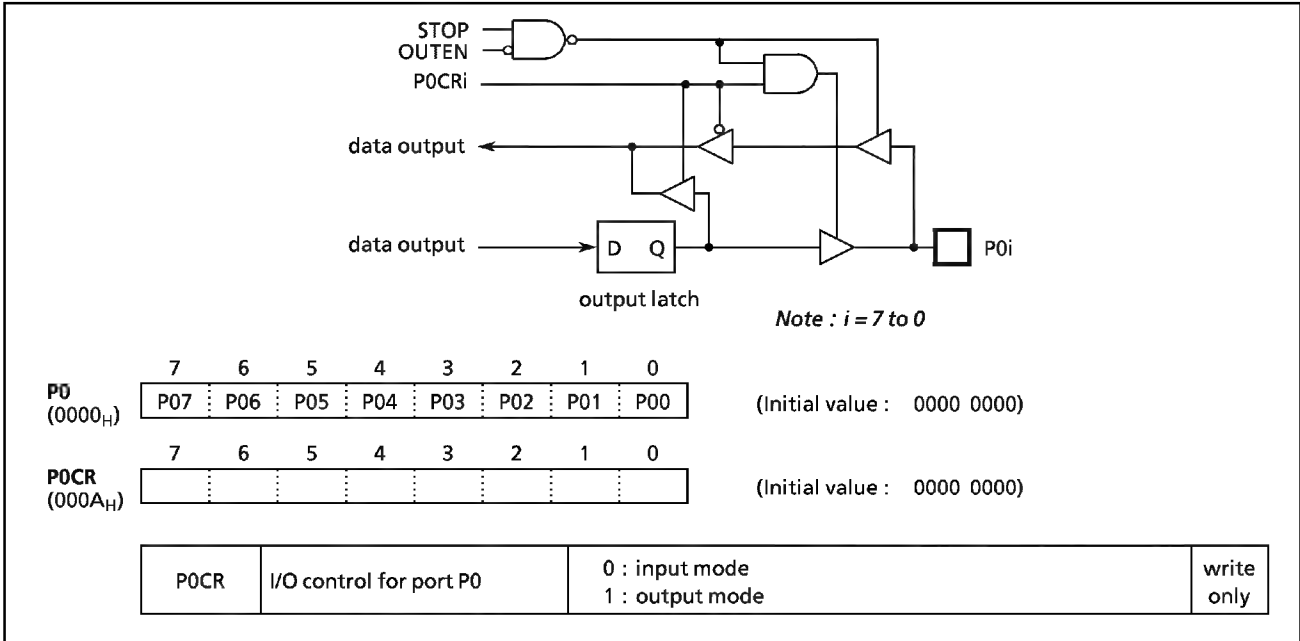 STOP
OUTEN
P0CRi
data output
data output
D Q
P0i
output latch
Note : i = 7 to 0
7 6 5 4 3 2 1 0
P0
(0000H)
P07 P06 P05 P04 P03 P02 P01 P00
(Initial value : 0000 0000)
7 6 5 4 3 2 1 0
P0CR
(000AH)
(Initial value : 0000 0000)
P0CR
I/O control for port P0
0 : input mode
1 : output mode
write
only